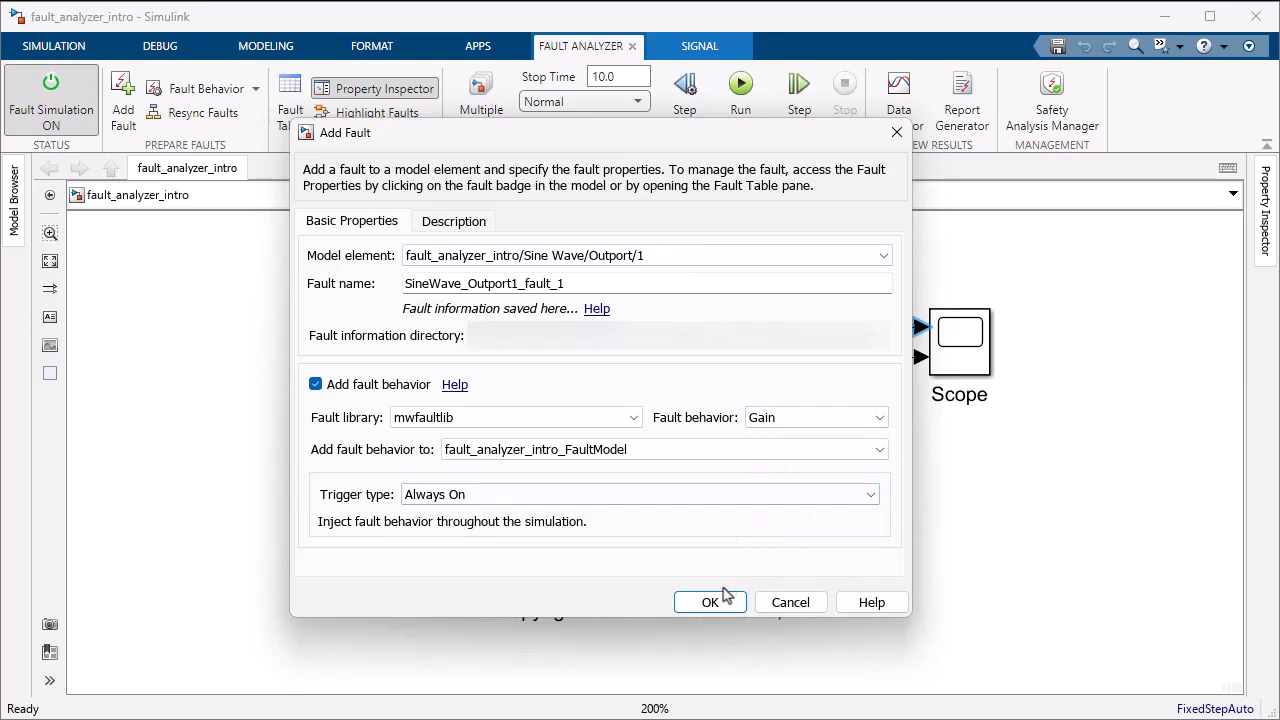 fault_analyzer_intro - Simulink
SIMULATION
DEBUG
MODELING
FORMAT
APPS
FAULT ANALYZER
SIGNAL
Fault Simulation
ON
STATUS
Add
Fault
Fault Behavior
Resync Faults
PREPARE FAULTS
Fault
Property Inspector
Highlight Faults
Multiple
Stop Time 10.0
Normal
Step
Run
Step
Stop
Data
Report
Generator
Safety
Analysis Manager
MANAGEMENT
Model Browser
fault_analyzer_intro
fault_analyzer_intro
Property Inspector
Add Fault
Add a fault to a model element and specify the fault properties. To manage the fault, access the Fault
Properties by clicking on the fault badge in the model or by opening the Fault Table pane.
Basic Properties
Description
Model element: fault_analyzer_intro/Sine Wave/Outport/1
Fault name: SineWave_Outport1_fault_1
Fault information saved here... Help
Fault information directory:
Add fault behavior Help
Fault library: mwfaultlib
Fault behavior: Gain
Add fault behavior to: fault_analyzer_intro_FaultModel
Trigger type: Always On
Inject fault behavior throughout the simulation.
OK
Cancel
Help
Scope
Ready
200%
FixedStepAuto